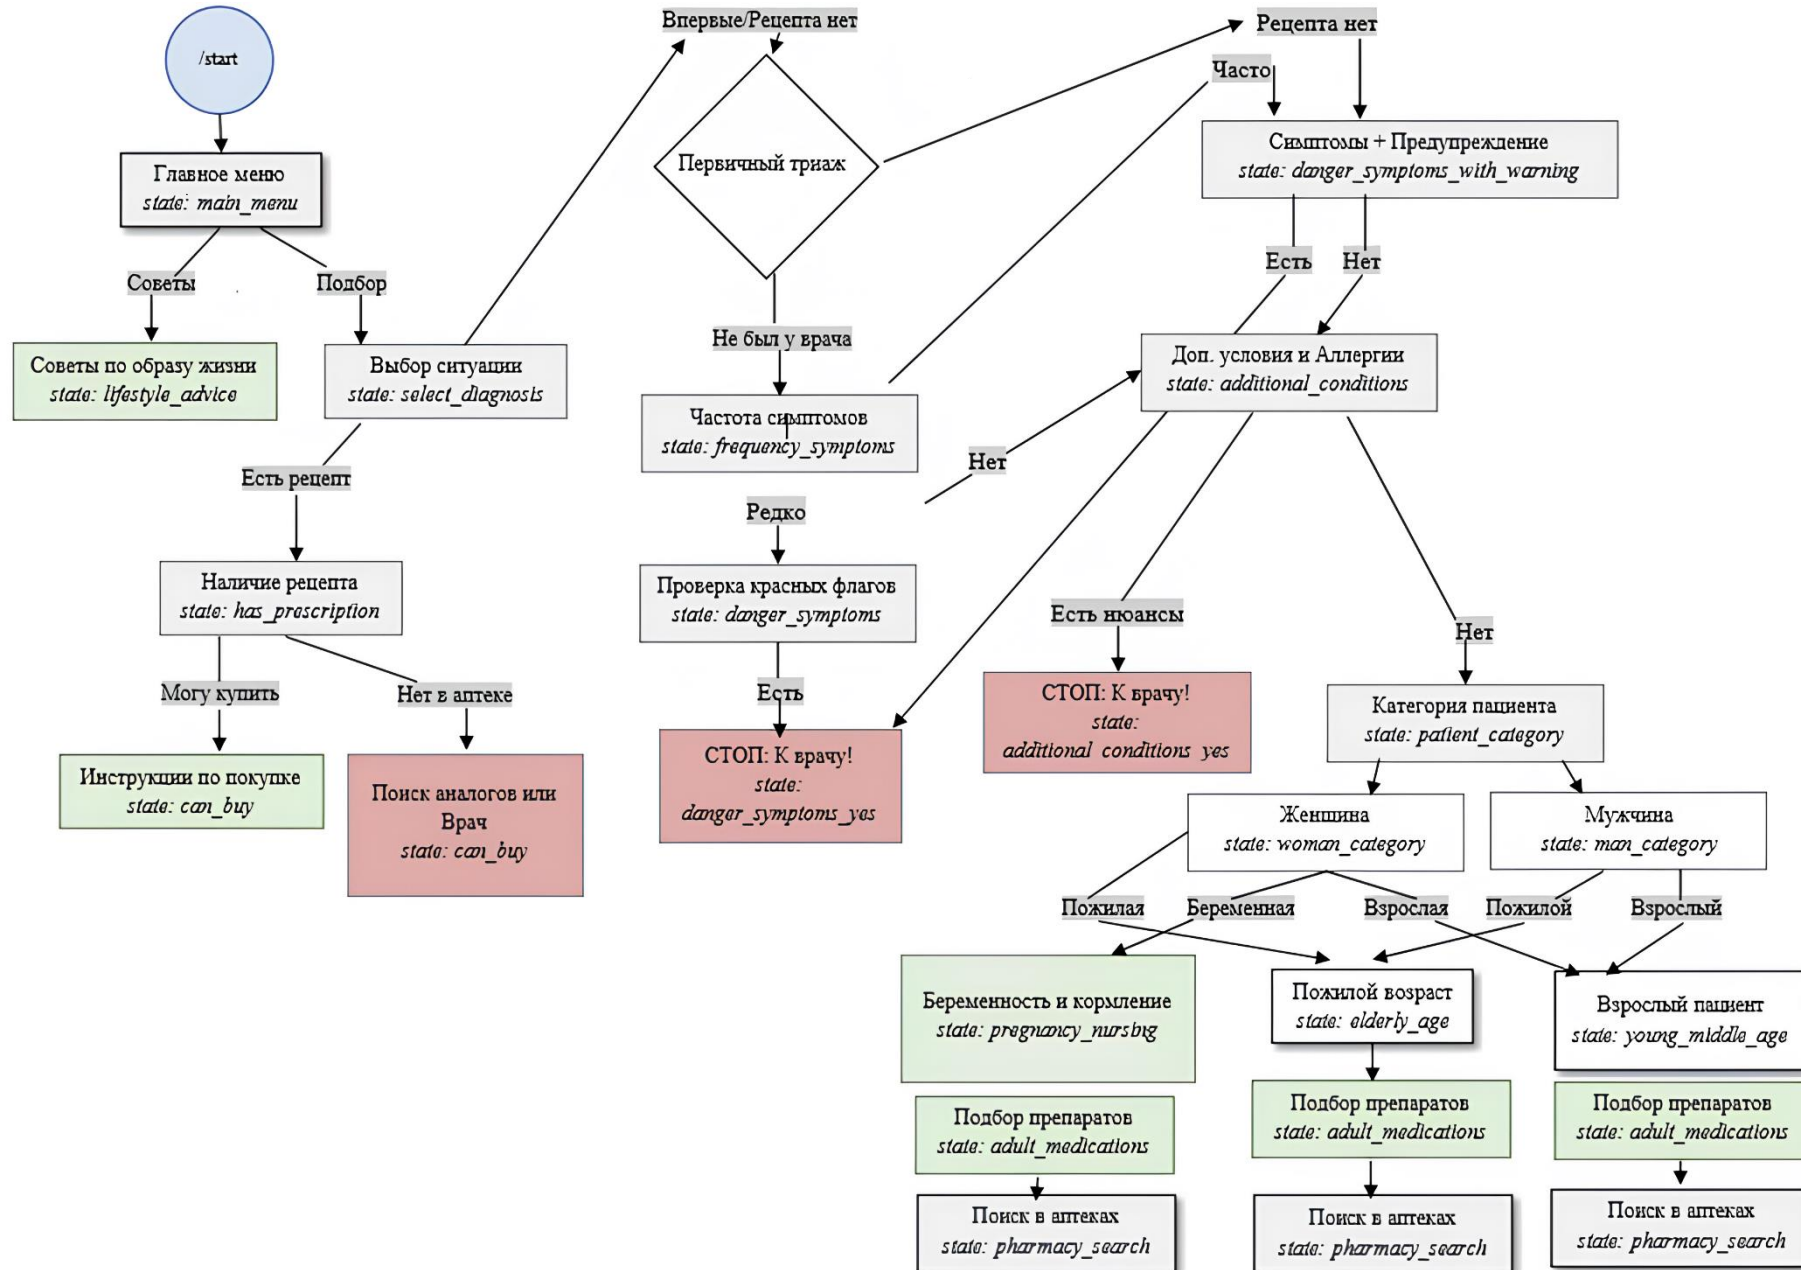 /start
Главное меню
state: main_menu
Советы
Подбор
Советы по образу жизни
state: lifestyle_advice
Выбор ситуации
state: select_diagnosis
Есть рецепт
Наличие рецепта
state: has_prescription
Могу купить
Нет в аптеке
Инструкции по покупке
state: can_buy
Поиск аналогов или
Врач
state: can_buy
Впервые/Рецепта нет
Первичный триаж
Не был у врача
Частота симптомов
state: frequency_symptoms
Редко
Проверка красных флагов
state: danger_symptoms
Есть
СТОП: К врачу!
state:
danger_symptoms_yes
Рецепта нет
Часто
Симптомы + Предупреждение
state: danger_symptoms_with_warning
Есть
Нет
Доп. условия и Аллергии
state: additional_conditions
Нет
Есть нюансы
СТОП: К врачу!
state:
additional_conditions_yes
Нет
Категория пациента
state: patient_category
Женщина
state: woman_category
Мужчина
state: man_category
Пожилая
Беременная
Взрослая
Пожилой
Взрослый
Беременность и кормление
state: pregnancy_nursing
Пожилой возраст
state: elderly_age
Взрослый пациент
state: young_middle_age
Подбор препаратов
state: adult_medications
Подбор препаратов
state: adult_medications
Подбор препаратов
state: adult_medications
Поиск в аптеках
state: pharmacy_search
Поиск в аптеках
state: pharmacy_search
Поиск в аптеках
state: pharmacy_search